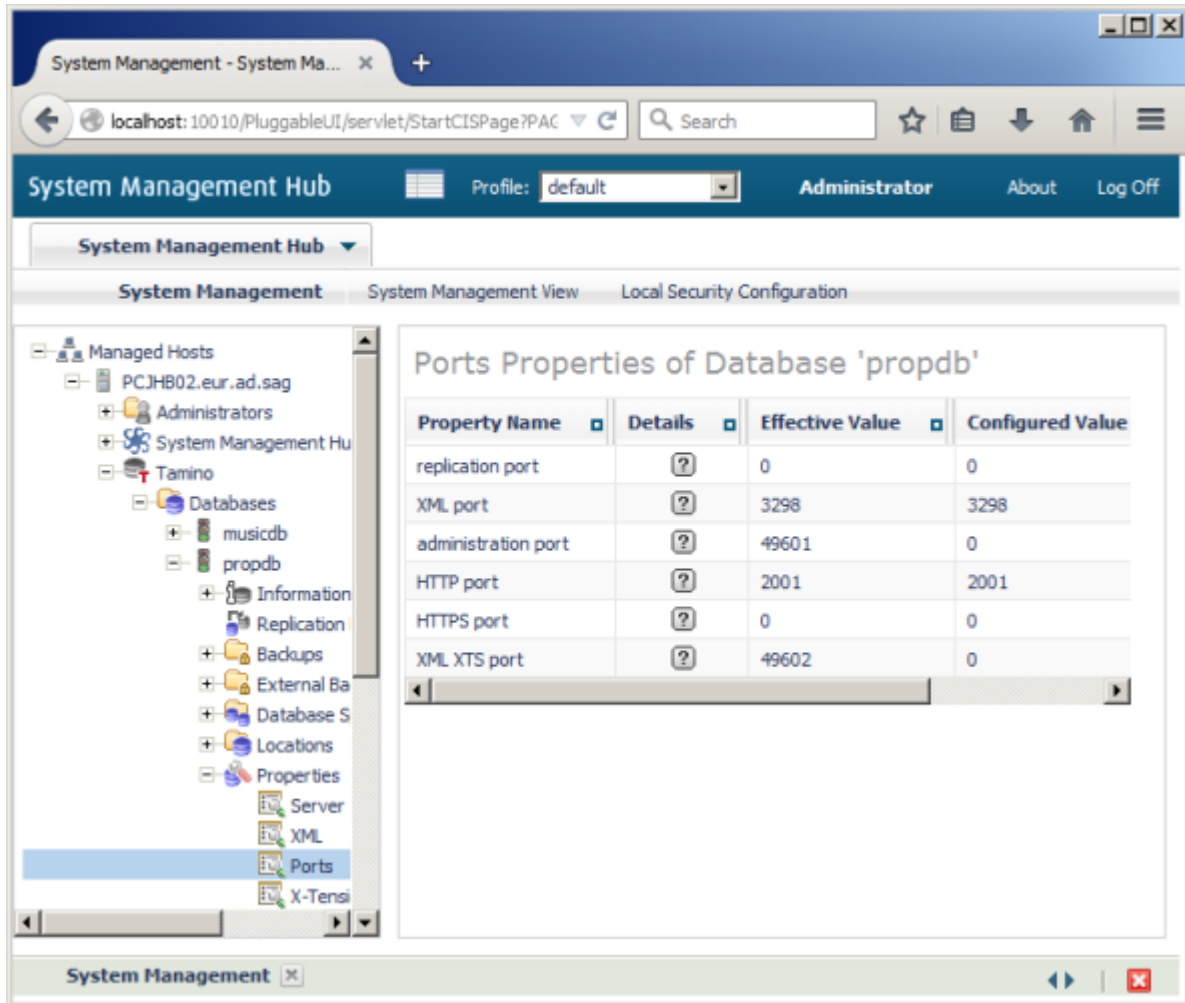 System Management - System Ma...
localhost:10010/PluggableUI/servlet/StartCISPage?PAG
Search
System Management Hub Profile: default Administrator About Log Off
System Management Hub
System Management System Management View Local Security Configuration
Managed Hosts
PCJHB02.eur.ad.sag
Administrators
System Management Hu
Tamino
Databases
musicdb
propdb
Information
Replication
Backups
External Ba
Database S
Locations
Properties
Server
XML
Ports
X-Tensi
Ports Properties of Database 'propdb'
Property Name Details Effective Value Configured Value
replication port ? 0 0
XML port ? 3298 3298
administration port ? 49601 0
HTTP port ? 2001 2001
HTTPS port ? 0 0
XML XTS port ? 49602 0
System Management